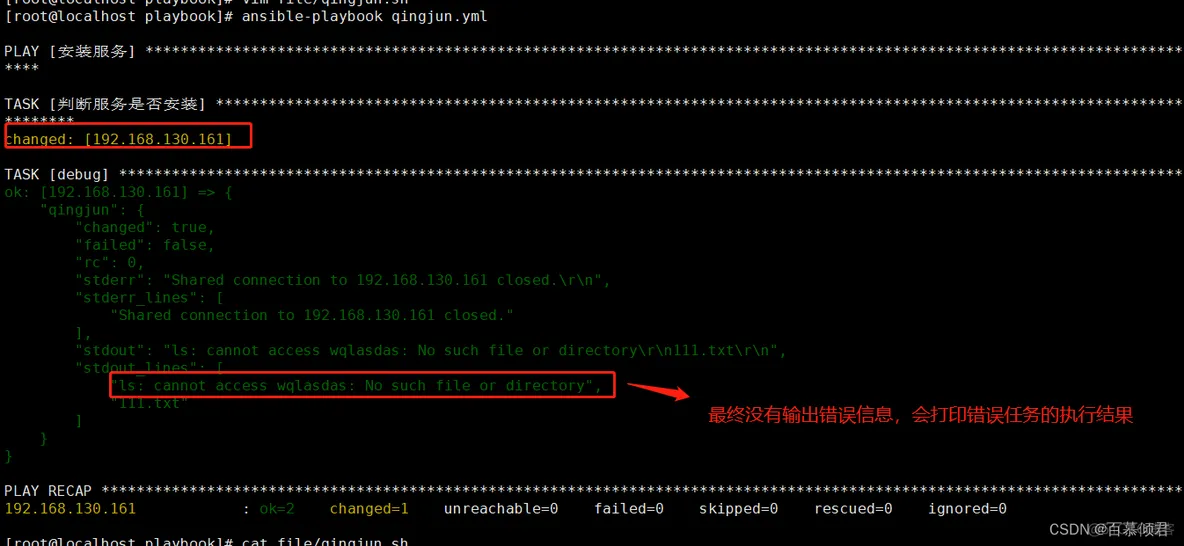 [root@localhost playbook]# vim file/qingjun.sh
[root@localhost playbook]# ansible-playbook qingjun.yml
PLAY [安装服务] **********************************************************************************************************************
****
TASK [判断服务是否安装] **************************************************************************************************************
********
changed: [192.168.130.161]
TASK [debug] *************************************************************************************************************************
ok: [192.168.130.161] => {
    "qingjun": {
        "changed": true,
        "failed": false,
        "rc": 0,
        "stderr": "Shared connection to 192.168.130.161 closed.\r\n",
        "stderr_lines": [
            "Shared connection to 192.168.130.161 closed."
        ],
        "stdout": "ls: cannot access wqlasdas: No such file or directory\r\n111.txt\r\n",
        "stdout_lines": [
            "ls: cannot access wqlasdas: No such file or directory",
            "111.txt"
        ]
    }
}
最终没有输出错误信息，会打印错误任务的执行结果
PLAY RECAP ***************************************************************************************************************************
192.168.130.161            : ok=2    changed=1    unreachable=0    failed=0    skipped=0    rescued=0    ignored=0
CSDN @百慕倾君
[root@localhost playbook]# cat file/qingjun.sh